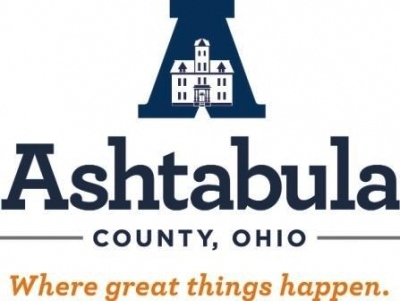 A
Ashtabula
COUNTY, OHIO
Where great things happen.